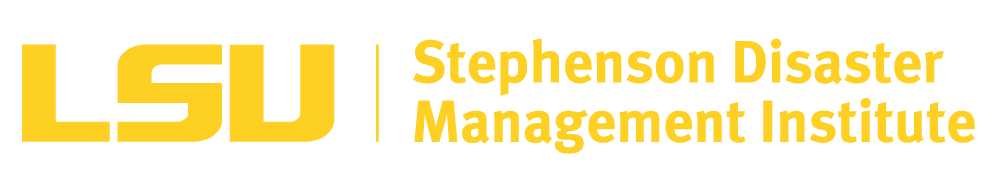 LSU
Stephenson Disaster
Management Institute